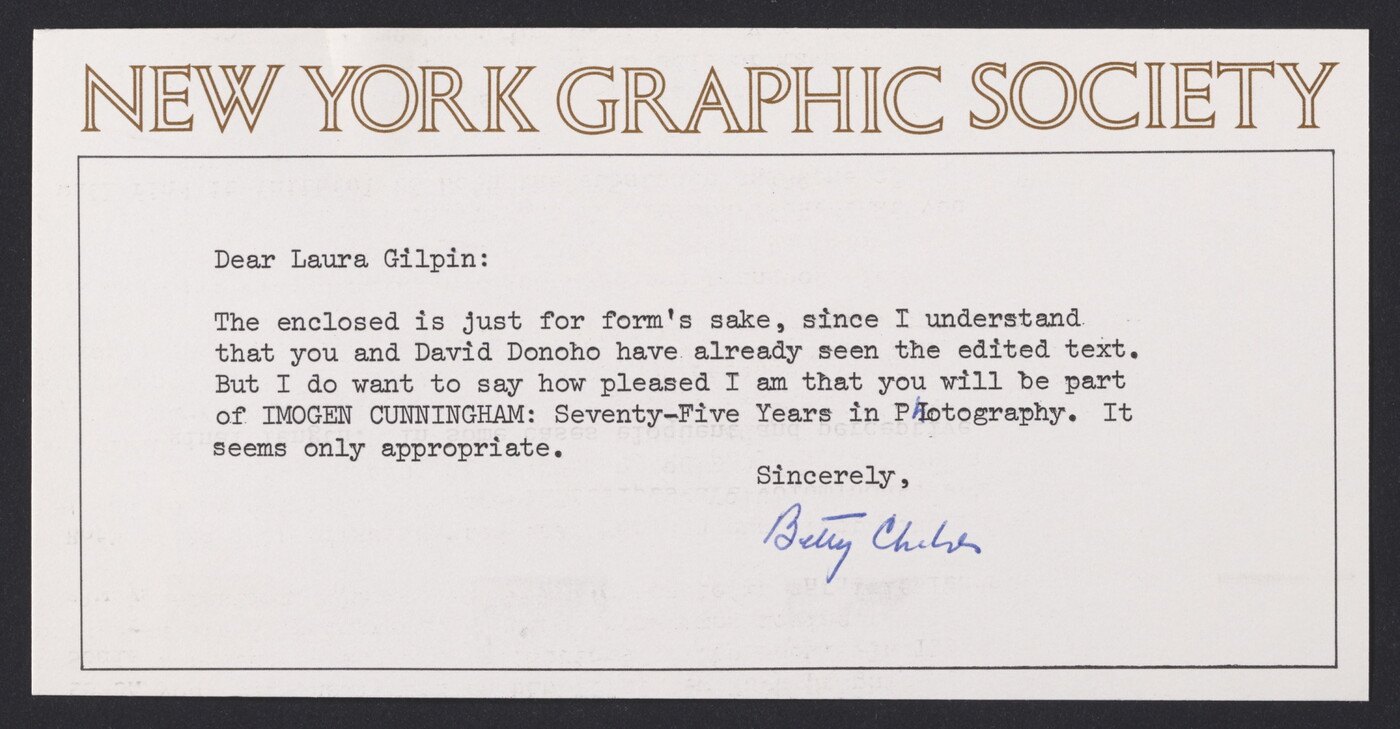 NEW YORK GRAPHIC SOCIETY
Dear Laura Gilpin:
The enclosed is just for form's sake, since I understand
that you and David Donoho have already seen the edited text.
But I do want to say how pleased I am that you will be part
of IMOGEN CUNNINGHAM: Seventy-Five Years in Photography. It
seems only appropriate.
Sincerely,
Betty